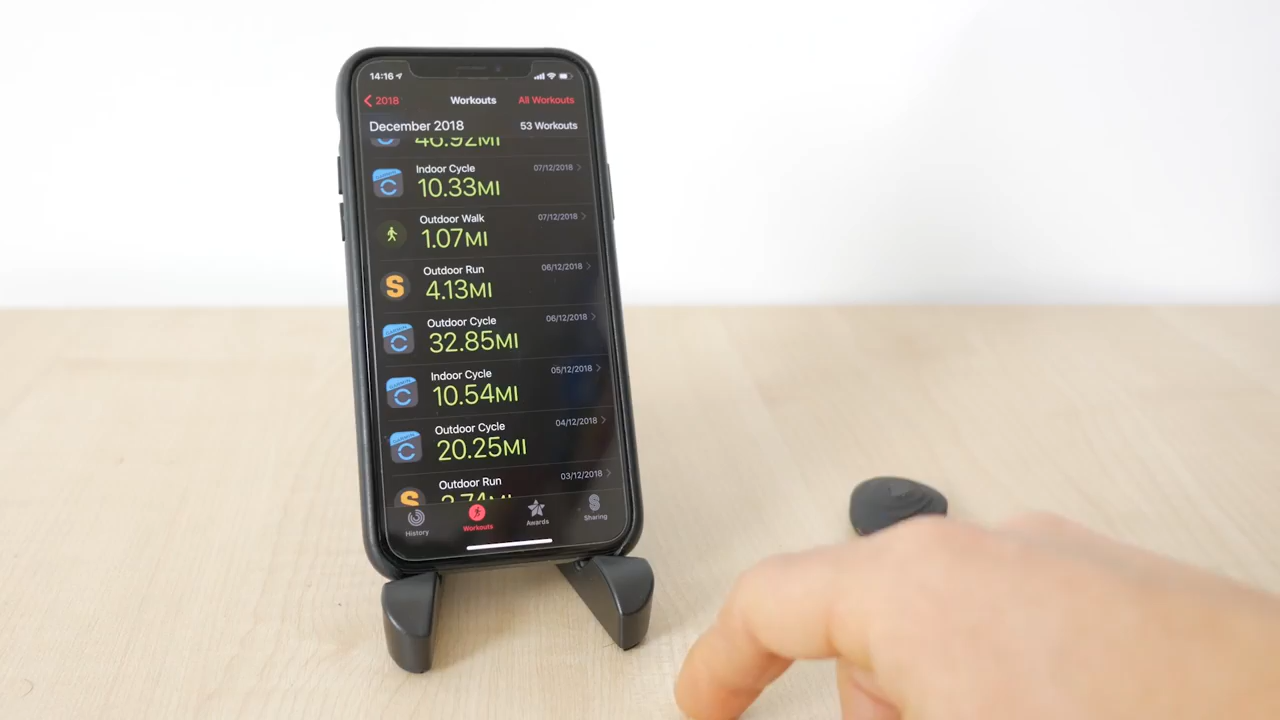 14:16
2018 Workouts All Workouts
December 2018 53 Workouts
46.92MI
Indoor Cycle 07/12/2018
10.33MI
Outdoor Walk 07/12/2018
1.07MI
Outdoor Run 06/12/2018
S 4.13MI
Outdoor Cycle 06/12/2018
32.85MI
Indoor Cycle 05/12/2018
10.54MI
Outdoor Cycle 04/12/2018
20.25MI
Outdoor Run 03/12/2018
S
History Workouts Awards Sharing